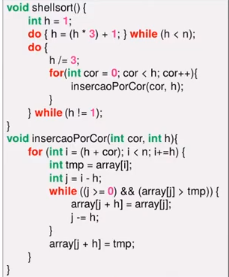 void shellsort() {
int h = 1;
do { h = (h * 3) + 1; } while (h < n);
do {
h /= 3;
for(int cor = 0; cor < h; cor++){
insercaoPorCor(cor, h);
}
} while (h != 1);
}
void insercaoPorCor(int cor, int h){
for (int i = (h + cor); i < n; i+=h) {
int tmp = array[i];
int j = i - h;
while ((j >= 0) && (array[j] > tmp)) {
array[j + h] = array[j];
j -= h;
}
array[j + h] = tmp;
}
}